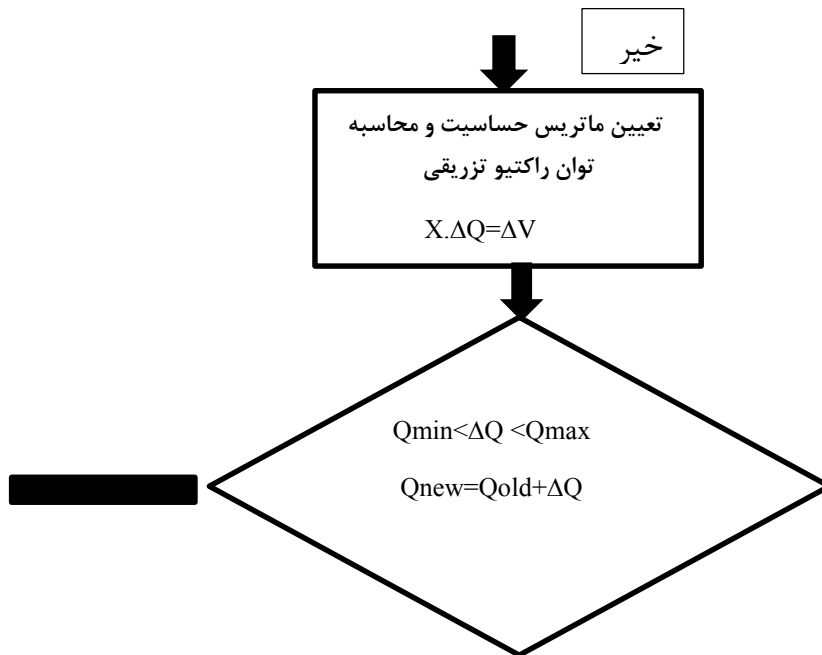 خیر
تعیین ماتریس حساسیت و محاسبه
توان راکتیو تزریقی
X.ΔQ=ΔV
Qmin<ΔQ <Qmax
Qnew=Qold+ΔQ